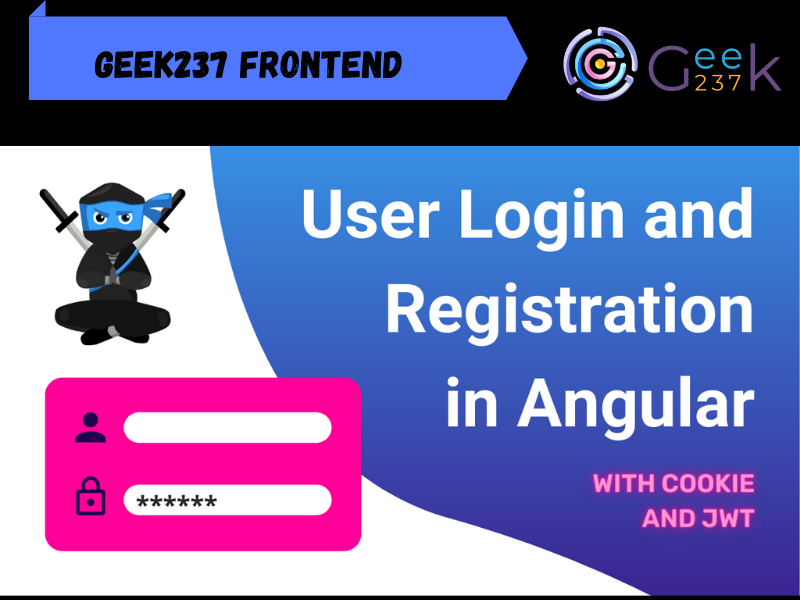 GEEK237 FRONTEND
Geek
237
User Login and
Registration
in Angular
WITH COOKIE
AND JWT
******